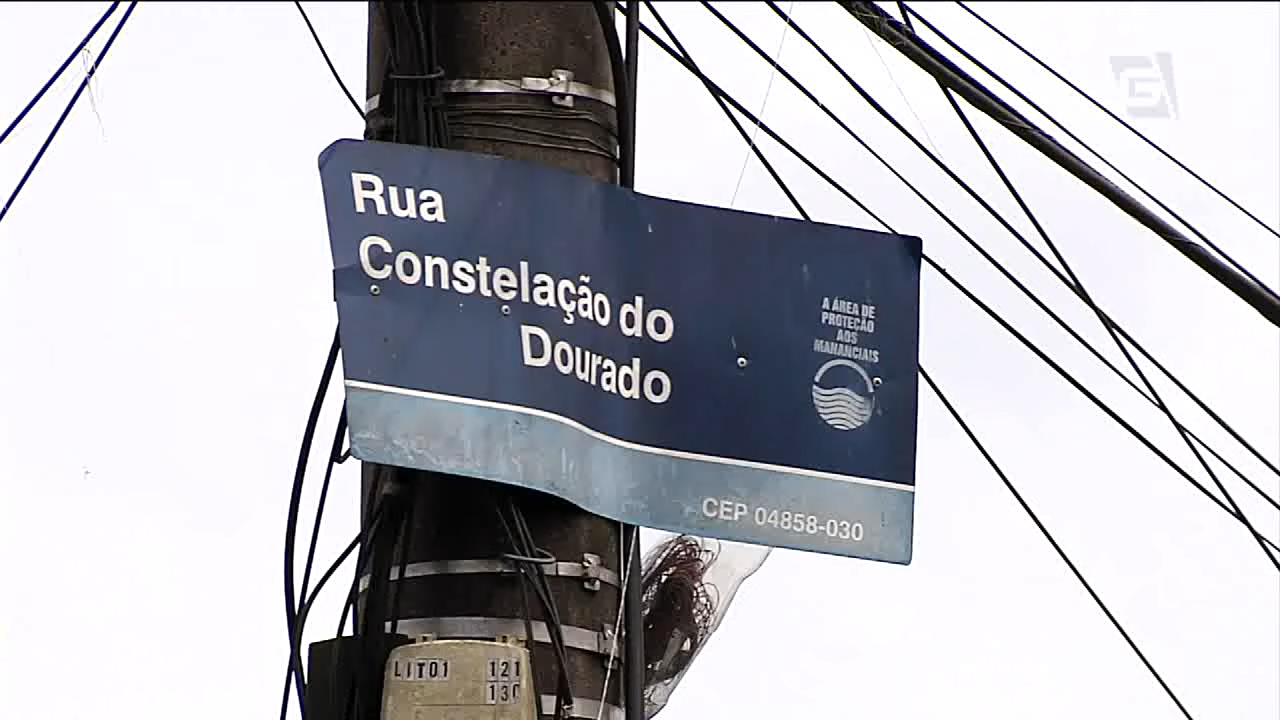 Rua
Constelação do
Dourado
A ÁREA DE
PROTEÇÃO
AOS
MANANCIAIS
CEP 04858-030
LIT01 121
130